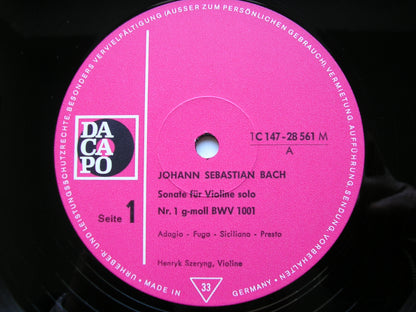 URHEBER- UND LEISTUNGSSCHUTZRECHTE, BESONDERS VERVIELFÄLTIGUNG (AUSSER ZUM PERSÖNLICHEN GEBRAUCH), VERMIETUNG, AUFFÜHRUNG, SENDUNG, VORBEHALTEN
DA
CA
PO
1C 147-28 561 M
A
JOHANN SEBASTIAN BACH
Sonate für Violine solo
Nr. 1 g-moll BWV 1001
Seite 1
Adagio - Fuga - Siciliana - Presto
Henryk Szeryng, Violine
MADE IN
33
GERMANY